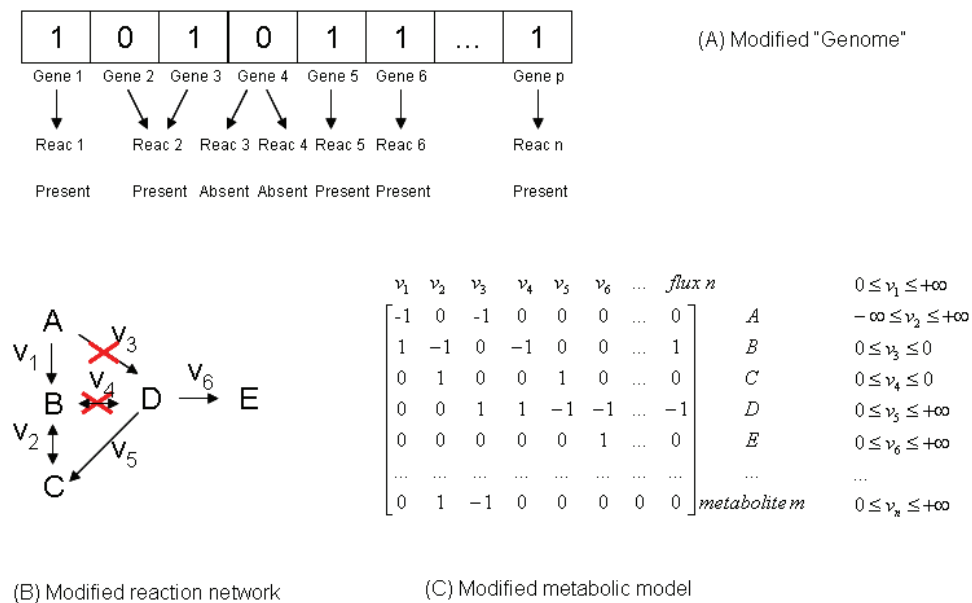 1 0 1 0 1 1 ... 1
(A) Modified "Genome"
Gene 1 Gene 2 Gene 3 Gene 4 Gene 5 Gene 6 Gene p
Reac 1 Reac 2 Reac 3 Reac 4 Reac 5 Reac 6 Reac n
Present Present Absent Absent Present Present Present
A
v1 v3
B v4 D v6 E
v2 v5
C
v1 v2 v3 v4 v5 v6 ... flux n 0 ≤ v1 ≤ +∞
-1 0 -1 0 0 0 ... 0 A -∞ ≤ v2 ≤ +∞
1 -1 0 -1 0 0 ... 1 B 0 ≤ v3 ≤ 0
0 1 0 0 1 0 ... 0 C 0 ≤ v4 ≤ 0
0 0 1 1 -1 -1 ... -1 D 0 ≤ v5 ≤ +∞
0 0 0 0 0 1 ... 0 E 0 ≤ v6 ≤ +∞
... ... ... ... ... ... ... ... ... ...
0 1 -1 0 0 0 0 0 metabolite m 0 ≤ vn ≤ +∞
(B) Modified reaction network
(C) Modified metabolic model